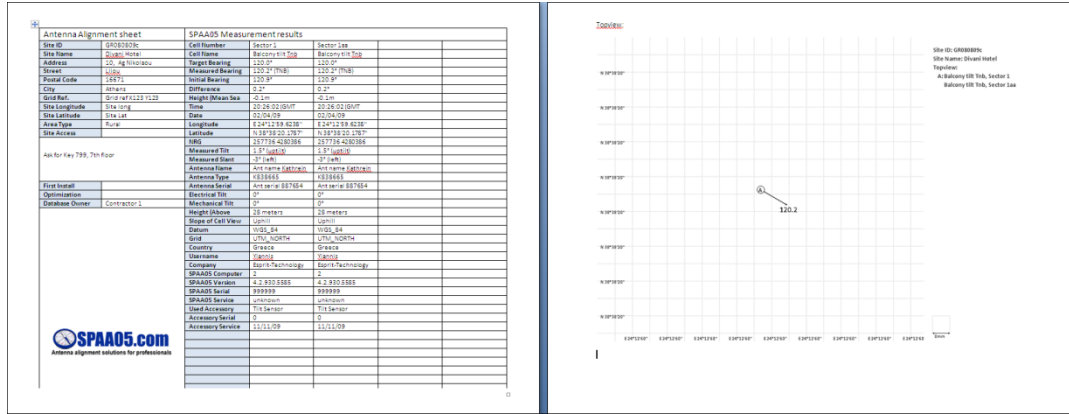 Antenna Alignment sheet SPAA05 Measurement results
Site ID GR080809c Cell Number Sector 1 Sector 1aa
Site Name Divani Hotel Cell Name Balcony tilt Tnb Balcony tilt Tnb
Address 10, Ag Nikolaou Target Bearing 120.0° 120.0°
Street Lilou Measured Bearing 120.2° (TNB) 120.2° (TNB)
Postal Code 16671 Initial Bearing 120.9° 120.9°
City Athens Difference 0.2° 0.2°
Grid Ref. Grid ref X123 Y123 Height (Mean Sea -0.1m -0.1m
Site Longitude Site long Time 20:26:02 (GMT 20:26:02 (GMT
Site Latitude Site Lat Date 02/04/09 02/04/09
Area Type Rural Longitude E 24°12'59.6238" E 24°12'59.6238"
Site Access Latitude N 38°38'20.1787" N 38°38'20.1787"
NRG 257736 4280386 257736 4280386
Ask for Key 799, 7th floor Measured Tilt 1.5° (uptilt) 1.5° (uptilt)
Measured Slant -3° (left) -3° (left)
Antenna Name Ant name Kathrein Ant name Kathrein
Antenna Type K838665 K838665
First Install Antenna Serial Ant serial 887654 Ant serial 887654
Optimization Electrical Tilt 0° 0°
Database Owner Contractor 1 Mechanical Tilt 0° 0°
Height (Above 28 meters 28 meters
Slope of Cell View Uphill Uphill
Datum WGS_84 WGS_84
Grid UTM_NORTH UTM_NORTH
Country Greece Greece
Username Yiannis Yiannis
Company Esprit-Technology Esprit-Technology
SPAA05 Computer 2 2
SPAA05 Version 4.2.930.5585 4.2.930.5585
SPAA05 Serial 999999 999999
SPAA05 Service unknown unknown
Used Accessory Tilt Sensor Tilt Sensor
Accessory Serial 0 0
Accessory Service 11/11/09 11/11/09
SPAA05.com
Antenna alignment solutions for professionals
Topview:
Site ID: GR080809c
Site Name: Divani Hotel
Topview:
A: Balcony tilt Tnb, Sector 1
Balcony tilt Tnb, Sector 1aa
A
120.2